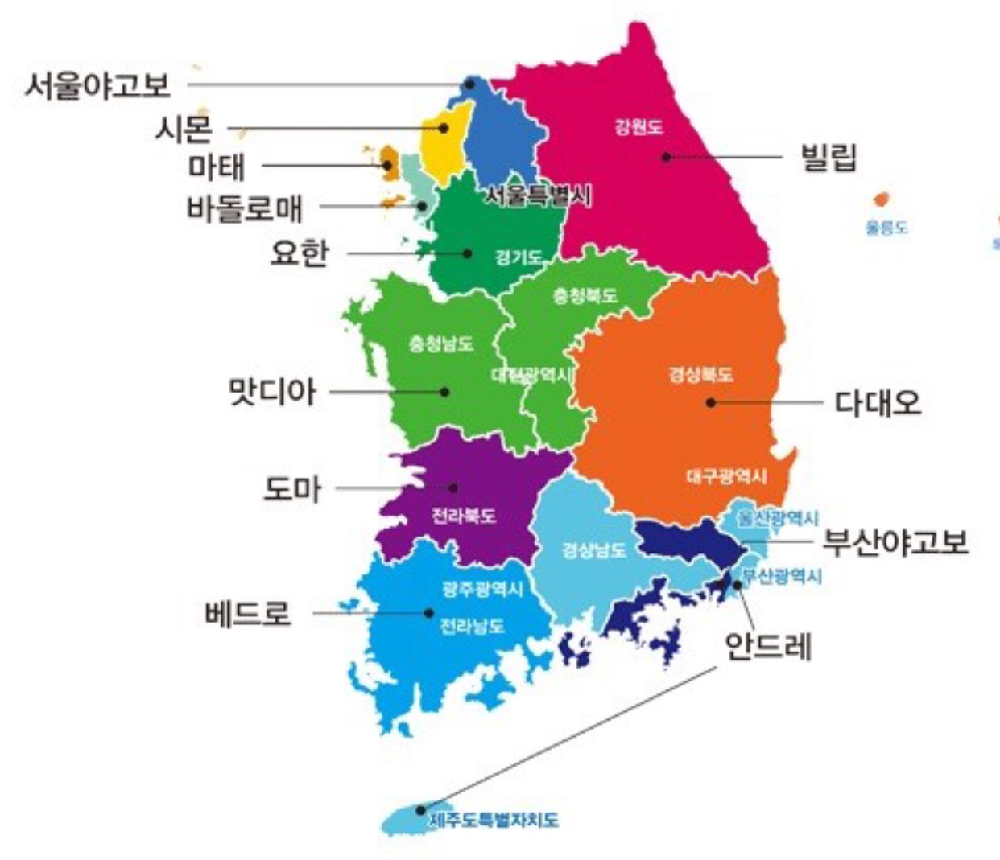 서울야고보
시몬
마태
바돌로매
요한
맛디아
도마
베드로
빌립
다대오
부산야고보
안드레
강원도
서울특별시
경기도
충청북도
충청남도
대전광역시
경상북도
대구광역시
전라북도
울산광역시
경상남도
부산광역시
광주광역시
전라남도
제주도특별자치도
울릉도